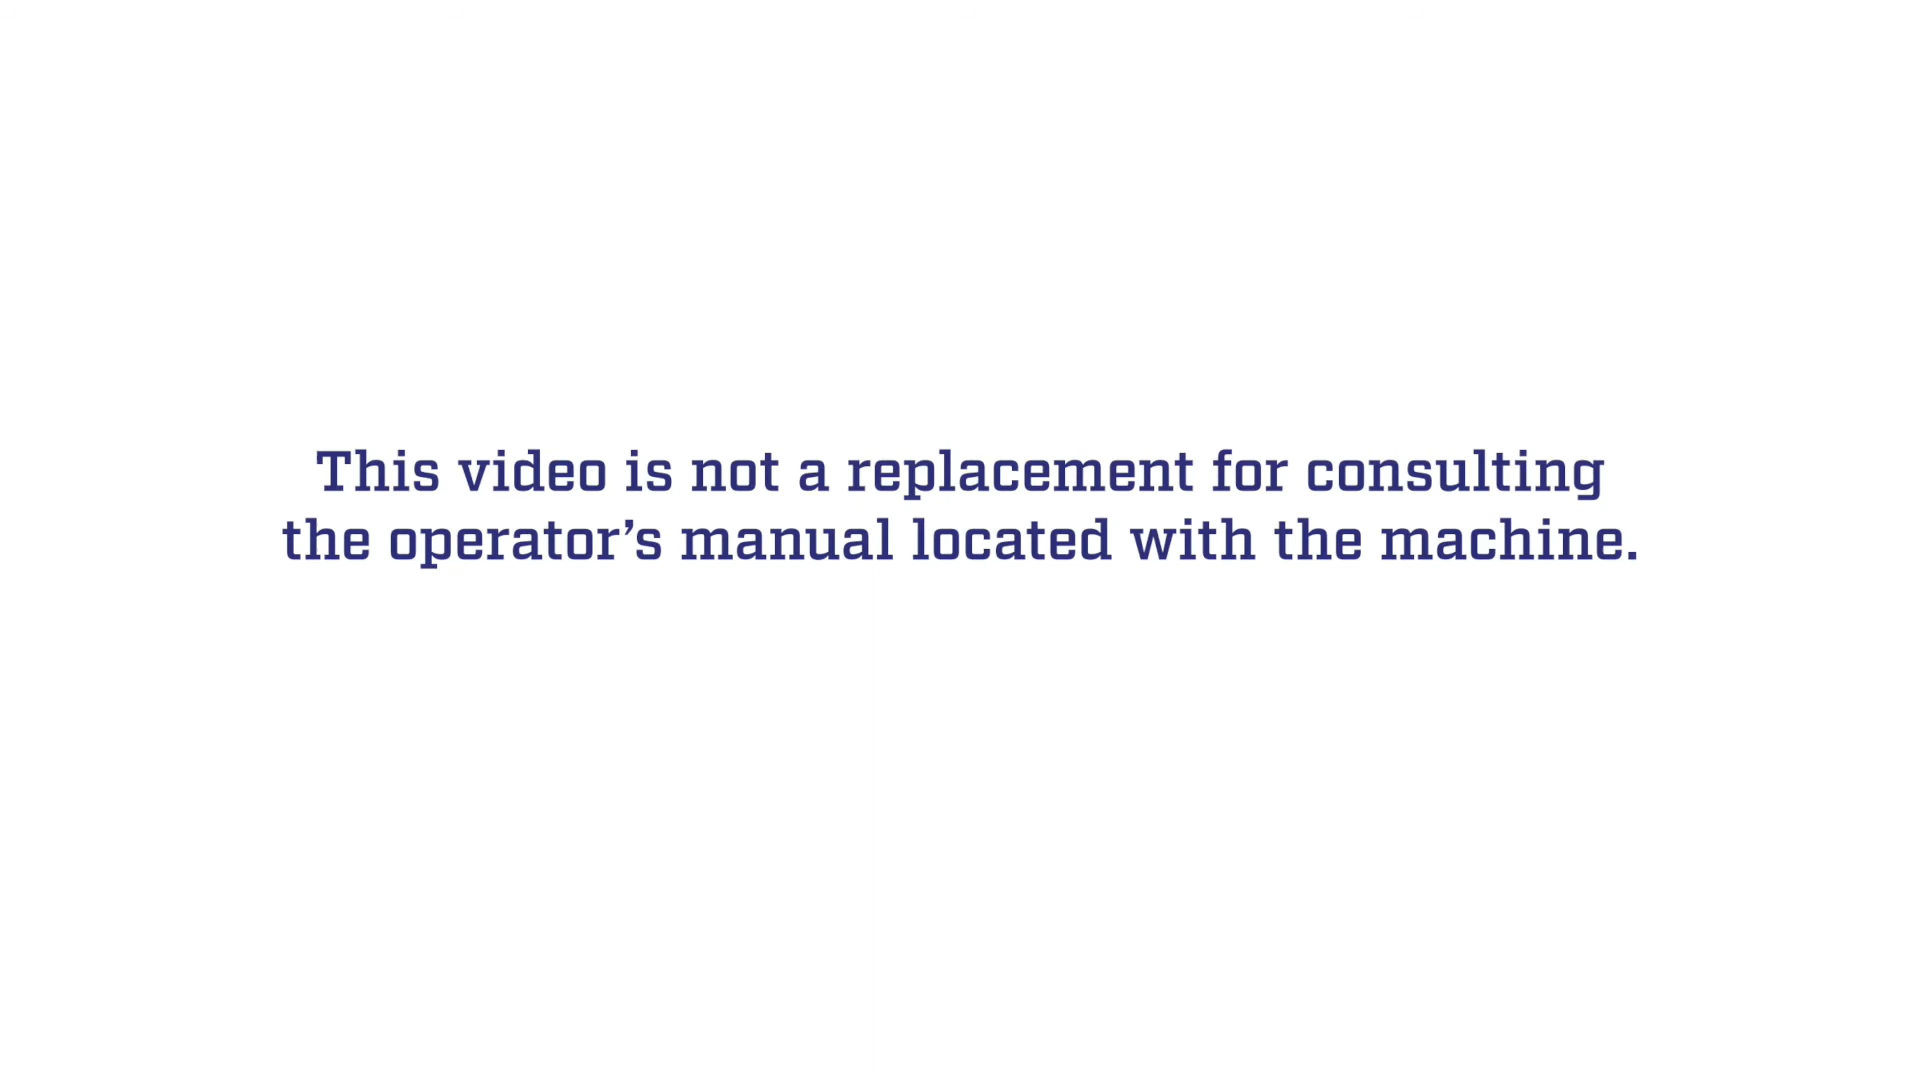 This video is not a replacement for consulting
the operator’s manual located with the machine.